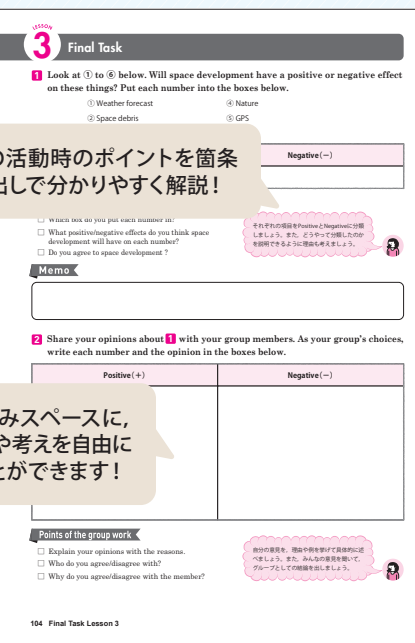 LESSON
3 Final Task
1 Look at ① to ⑥ below. Will space development have a positive or negative effect
on these things? Put each number into the boxes below.
① Weather forecast ④ Nature
② Space debris ⑤ GPS
の活動時のポイントを箇条
出しで分かりやすく解説！
Negative(−)
□ Which box do you put each number in?
□ What positive/negative effects do you think space
development will have on each number?
□ Do you agree to space development ?
それぞれの項目をPositiveとNegativeに分類
しましょう。また，どうやって分類したのか
を説明できるように理由も考えましょう。
Memo
2 Share your opinions about 1 with your group members. As your group's choices,
write each number and the opinion in the boxes below.
Positive(+) Negative(−)
みスペースに，
や考えを自由に
とができます！
Points of the group work
□ Explain your opinions with the reasons.
□ Who do you agree/disagree with?
□ Why do you agree/disagree with the member?
自分の意見を，理由や例を挙げて具体的に述
べましょう。また，みんなの意見を聞いて，
グループとしての結論を出しましょう。
104 Final Task Lesson 3